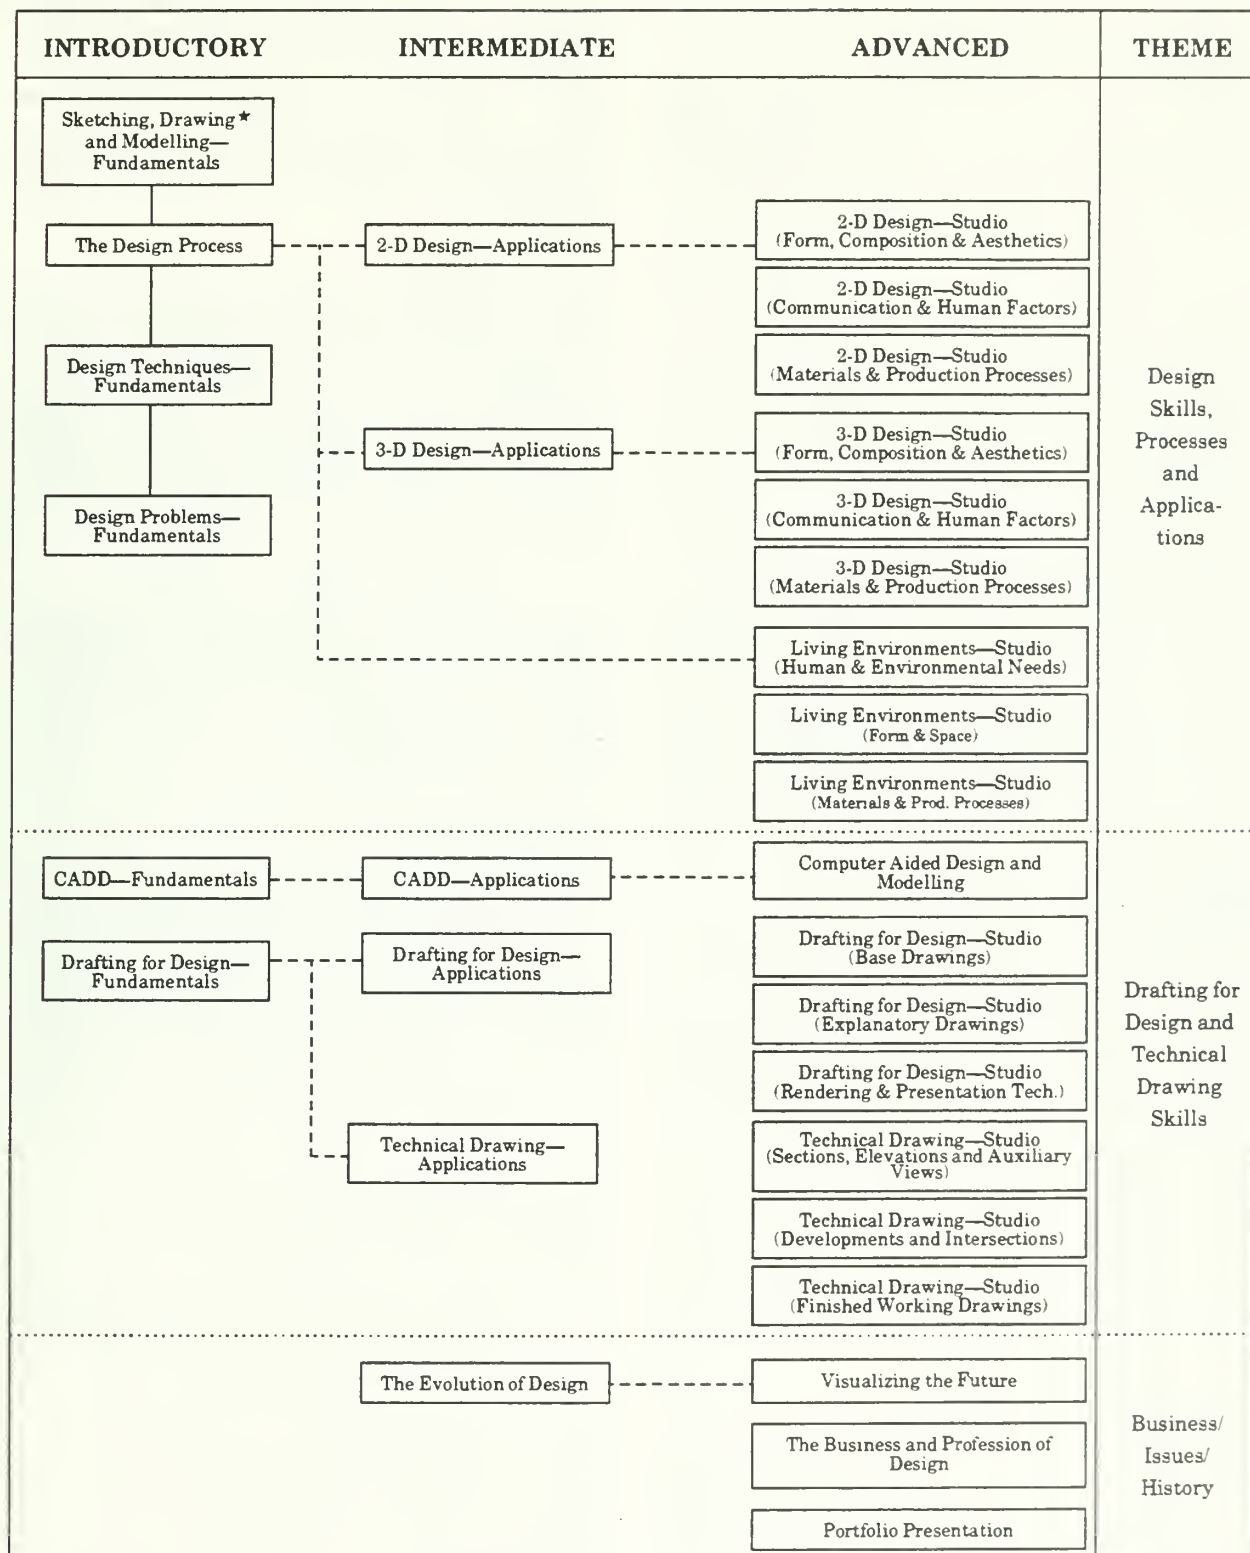 INTRODUCTORY
INTERMEDIATE
ADVANCED
THEME
Sketching, Drawing★
and Modelling—
Fundamentals
The Design Process
2-D Design—Applications
2-D Design—Studio
(Form, Composition & Aesthetics)
2-D Design—Studio
(Communication & Human Factors)
Design Techniques—
Fundamentals
2-D Design—Studio
(Materials & Production Processes)
3-D Design—Applications
3-D Design—Studio
(Form, Composition & Aesthetics)
Design Problems—
Fundamentals
3-D Design—Studio
(Communication & Human Factors)
3-D Design—Studio
(Materials & Production Processes)
Living Environments—Studio
(Human & Environmental Needs)
Living Environments—Studio
(Form & Space)
Living Environments—Studio
(Materials & Prod. Processes)
Design
Skills,
Processes
and
Applica-
tions
CADD—Fundamentals
CADD—Applications
Computer Aided Design and
Modelling
Drafting for Design—
Fundamentals
Drafting for Design—
Applications
Drafting for Design—Studio
(Base Drawings)
Drafting for Design—Studio
(Explanatory Drawings)
Drafting for Design—Studio
(Rendering & Presentation Tech.)
Technical Drawing—
Applications
Technical Drawing—Studio
(Sections, Elevations and Auxiliary
Views)
Technical Drawing—Studio
(Developments and Intersections)
Technical Drawing—Studio
(Finished Working Drawings)
Drafting for
Design and
Technical
Drawing
Skills
The Evolution of Design
Visualizing the Future
The Business and Profession of
Design
Portfolio Presentation
Business/
Issues/
History